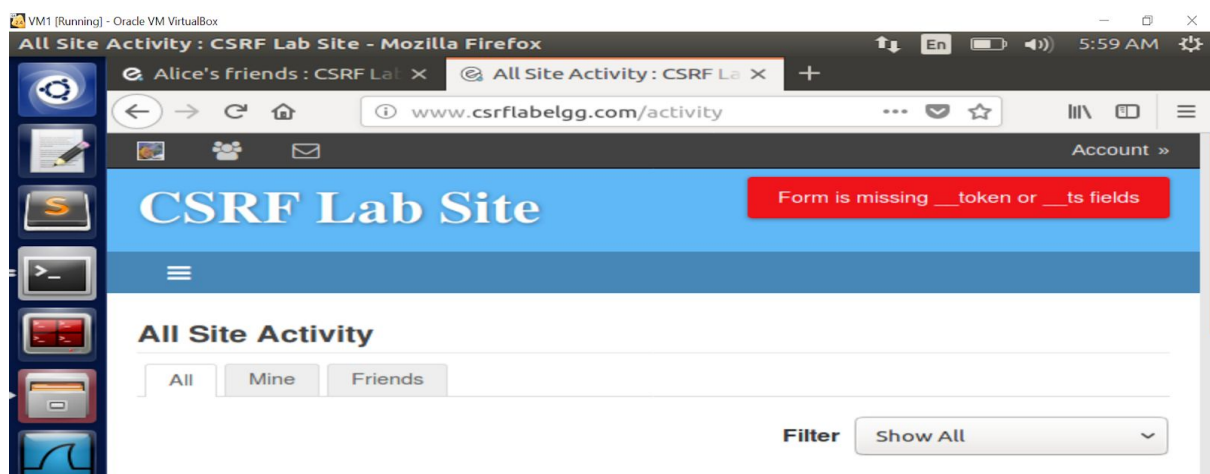 VM1 [Running] - Oracle VM VirtualBox
All Site Activity : CSRF Lab Site - Mozilla Firefox En 5:59 AM
Alice's friends : CSRF Lab All Site Activity : CSRF La
www.csrflabelgg.com/activity
Account »
CSRF Lab Site
Form is missing __token or __ts fields
All Site Activity
All Mine Friends
Filter Show All